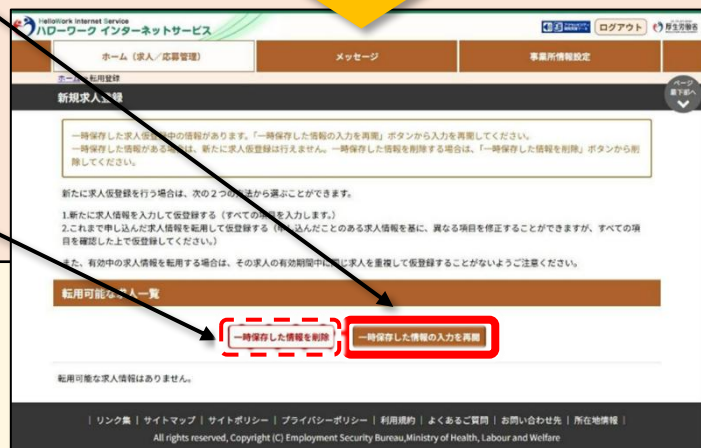 HelloWork Internet Service
ハローワーク インターネットサービス
ログアウト
厚生労働省
ホーム（求人／応募管理）
メッセージ
事業所情報設定
ホーム
転用登録
ページ
最下部へ
新規求人登録
一時保存した求人仮登録中の情報があります。「一時保存した情報の入力を再開」ボタンから入力を再開してください。
一時保存した情報がある場合は、新たに求人仮登録は行えません。一時保存した情報を削除する場合は、「一時保存した情報を削除」ボタンから削
除してください。
新たに求人仮登録を行う場合は、次の２つの方法から選ぶことができます。
1.新たに求人情報を入力して仮登録する（すべての項目を入力します。）
2.これまで申し込んだ求人情報を転用して仮登録する（申し込んだことのある求人情報を基に、異なる項目を修正することができますが、すべての項
目を確認した上で仮登録してください。）
また、有効中の求人情報を転用する場合は、その求人の有効期間中に同じ求人を重複して仮登録することがないようご注意ください。
転用可能な求人一覧
一時保存した情報を削除
一時保存した情報の入力を再開
転用可能な求人情報はありません。
| リンク集 | サイトマップ | サイトポリシー | プライバシーポリシー | 利用規約 | よくあるご質問 | お問い合わせ先 | 所在地情報 |
All rights reserved, Copyright (C) Employment Security Bureau,Ministry of Health, Labour and Welfare